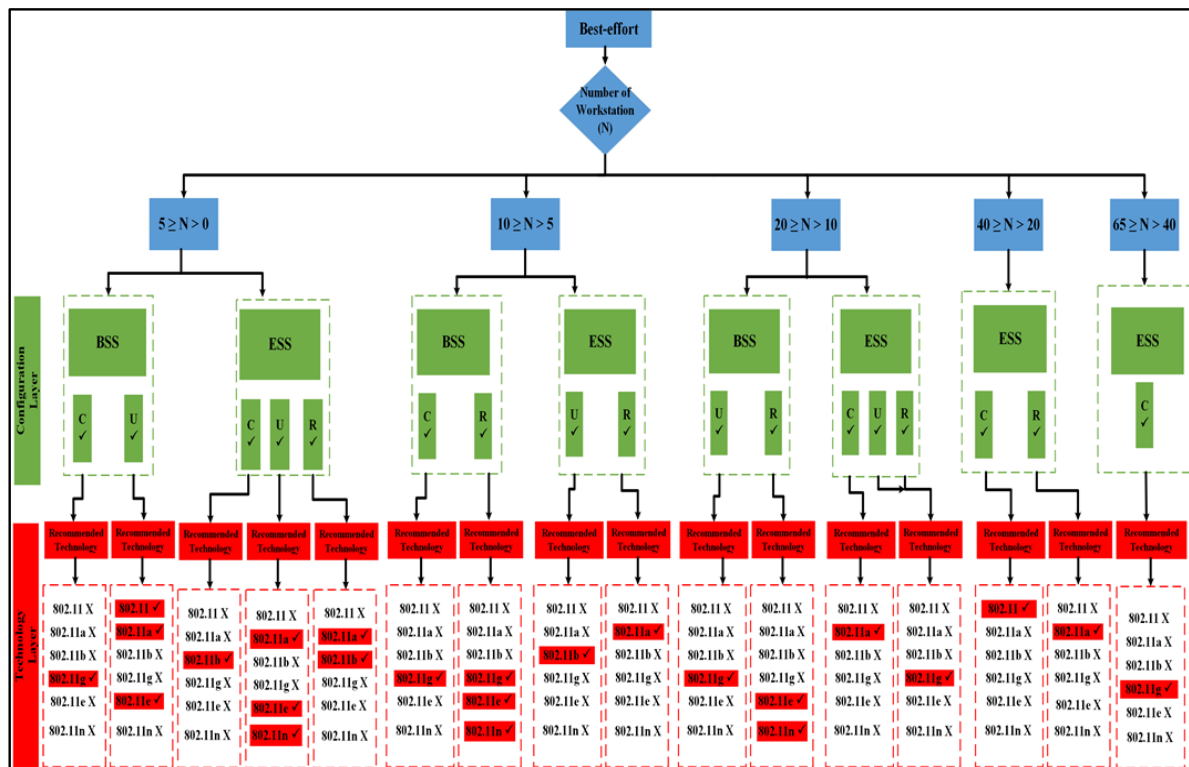 Best-effort
Number of
Workstation
(N)
5 ≥ N > 0
10 ≥ N > 5
20 ≥ N > 10
40 ≥ N > 20
65 ≥ N > 40
Configuration
Layer
BSS
C ✓
U ✓
ESS
C ✓
U ✓
R ✓
BSS
C ✓
R ✓
ESS
U ✓
R ✓
BSS
U ✓
R ✓
ESS
C ✓
U ✓
R ✓
ESS
C ✓
R ✓
ESS
C ✓
Technology
Layer
Recommended
Technology
802.11 X
802.11a X
802.11b X
802.11g ✓
802.11e X
802.11n X
Recommended
Technology
802.11 ✓
802.11a ✓
802.11b X
802.11g X
802.11e ✓
802.11n X
Recommended
Technology
802.11 X
802.11a X
802.11b ✓
802.11g X
802.11e X
802.11n X
Recommended
Technology
802.11 X
802.11a ✓
802.11b X
802.11g X
802.11e ✓
802.11n ✓
Recommended
Technology
802.11 X
802.11a ✓
802.11b ✓
802.11g X
802.11e X
802.11n X
Recommended
Technology
802.11 X
802.11a X
802.11b X
802.11g ✓
802.11e X
802.11n X
Recommended
Technology
802.11 X
802.11a X
802.11b X
802.11g ✓
802.11e ✓
802.11n ✓
Recommended
Technology
802.11 X
802.11a X
802.11b ✓
802.11g X
802.11e X
802.11n X
Recommended
Technology
802.11 X
802.11a ✓
802.11b X
802.11g X
802.11e X
802.11n X
Recommended
Technology
802.11 X
802.11a X
802.11b X
802.11g ✓
802.11e X
802.11n X
Recommended
Technology
802.11 X
802.11a X
802.11b X
802.11g X
802.11e ✓
802.11n ✓
Recommended
Technology
802.11 X
802.11a ✓
802.11b X
802.11g X
802.11e X
802.11n X
Recommended
Technology
802.11 X
802.11a X
802.11b X
802.11g ✓
802.11e X
802.11n X
Recommended
Technology
802.11 ✓
802.11a X
802.11b X
802.11g X
802.11e X
802.11n X
Recommended
Technology
802.11 X
802.11a ✓
802.11b X
802.11g X
802.11e X
802.11n X
Recommended
Technology
802.11 X
802.11a X
802.11b X
802.11g ✓
802.11e X
802.11n X